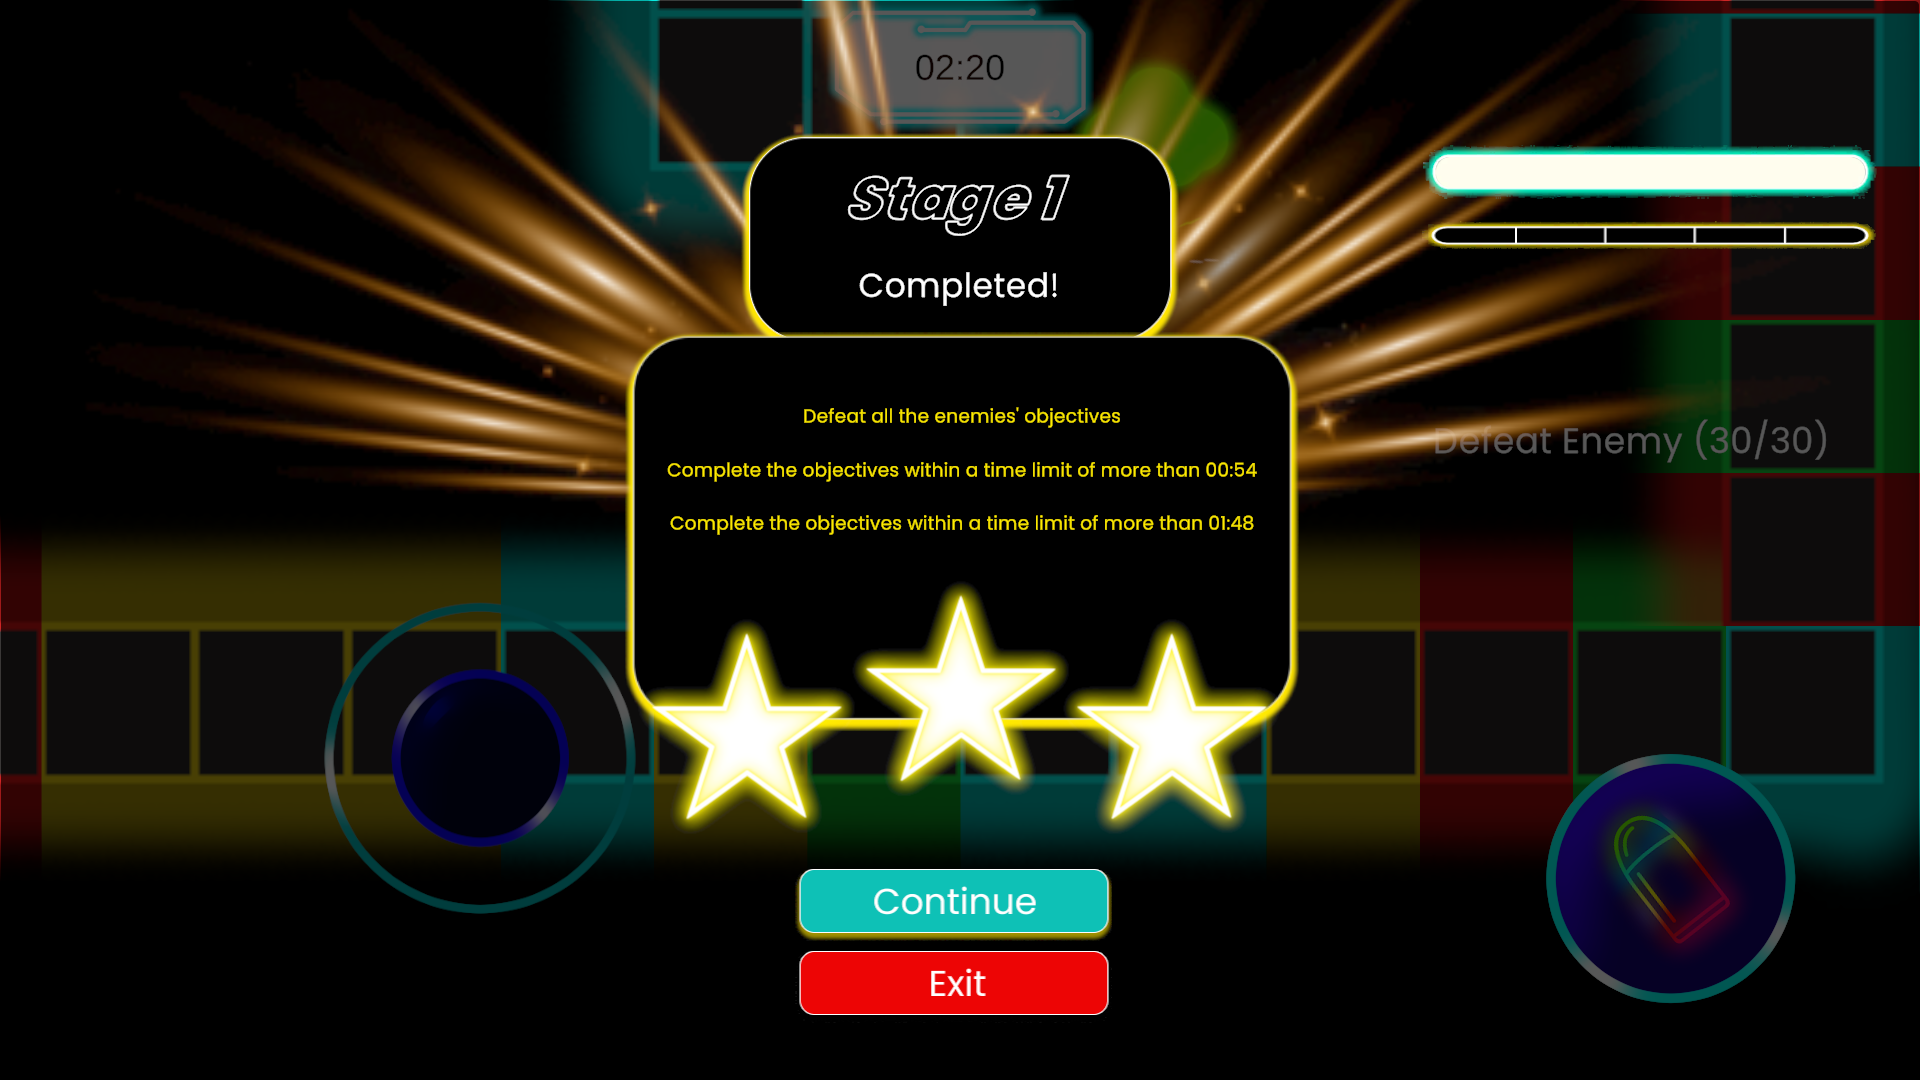 02:20
Stage 1
Completed!
Defeat all the enemies' objectives
Complete the objectives within a time limit of more than 00:54
Complete the objectives within a time limit of more than 01:48
Defeat Enemy (30/30)
Continue
Exit